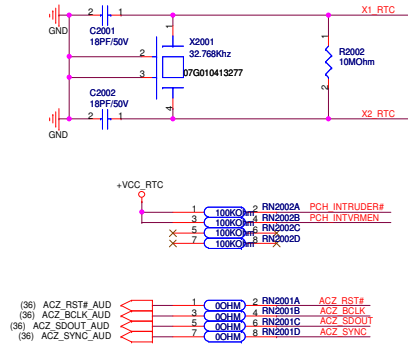 2 1 X1_RTC
GND
C2001
18PF/50V
1
X2001
32.768Khz
1
R2002
10MOhm
2
3
07G010413277
C2002
18PF/50V
4
2
2 1 X2_RTC
GND
+VCC_RTC
1 100KOhm 2 RN2002A PCH_INTRUDER#
3 100KOhm 4 RN2002B PCH_INTVRMEN
5 100KOhm 6 RN2002C
7 100KOhm 8 RN2002D
(36) ACZ_RST#_AUD 1 0OHM 2 RN2001A ACZ_RST#
(36) ACZ_BCLK_AUD 3 0OHM 4 RN2001B ACZ_BCLK
(36) ACZ_SDOUT_AUD 5 0OHM 6 RN2001C ACZ_SDOUT
(36) ACZ_SYNC_AUD 7 0OHM 8 RN2001D ACZ_SYNC